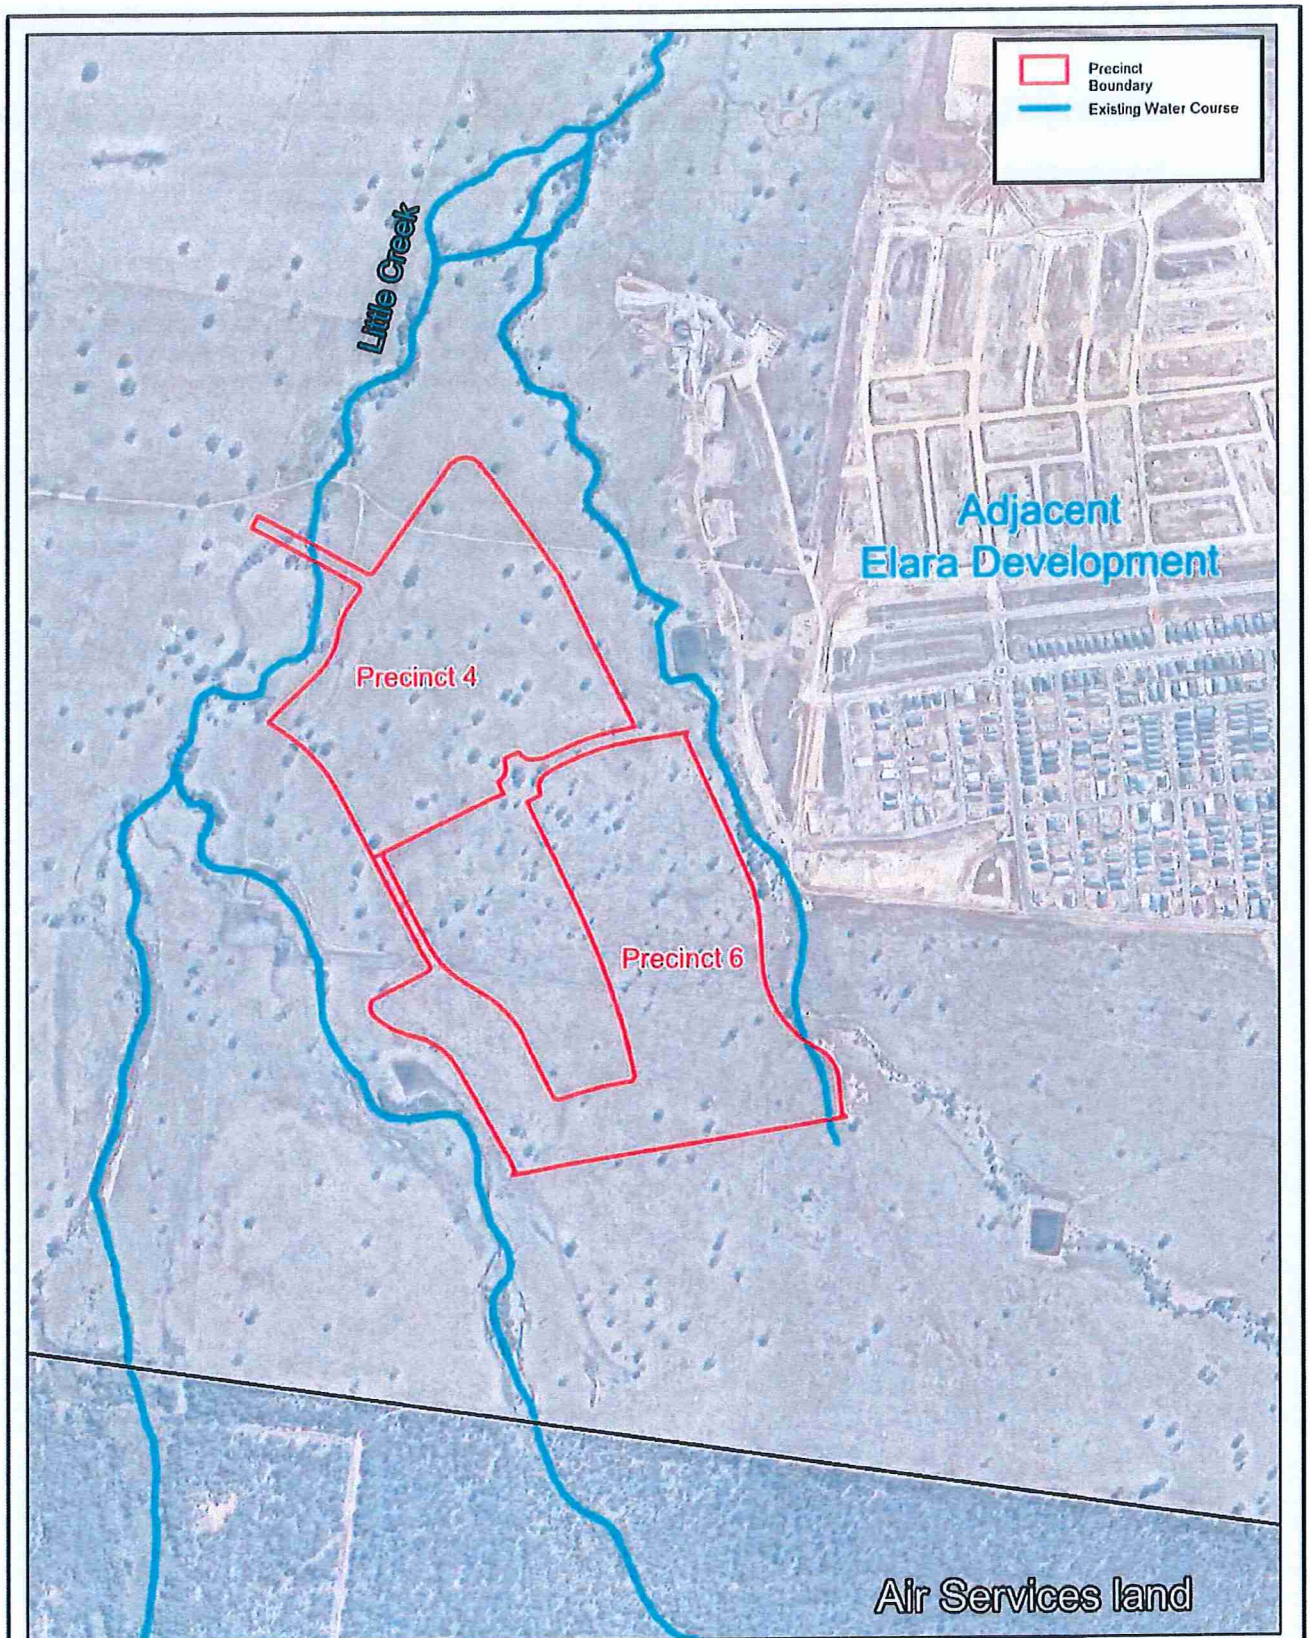 Precinct
Boundary
Existing Water Course
Little Creek
Adjacent
Elara Development
Precinct 4
Precinct 6
Air Services land